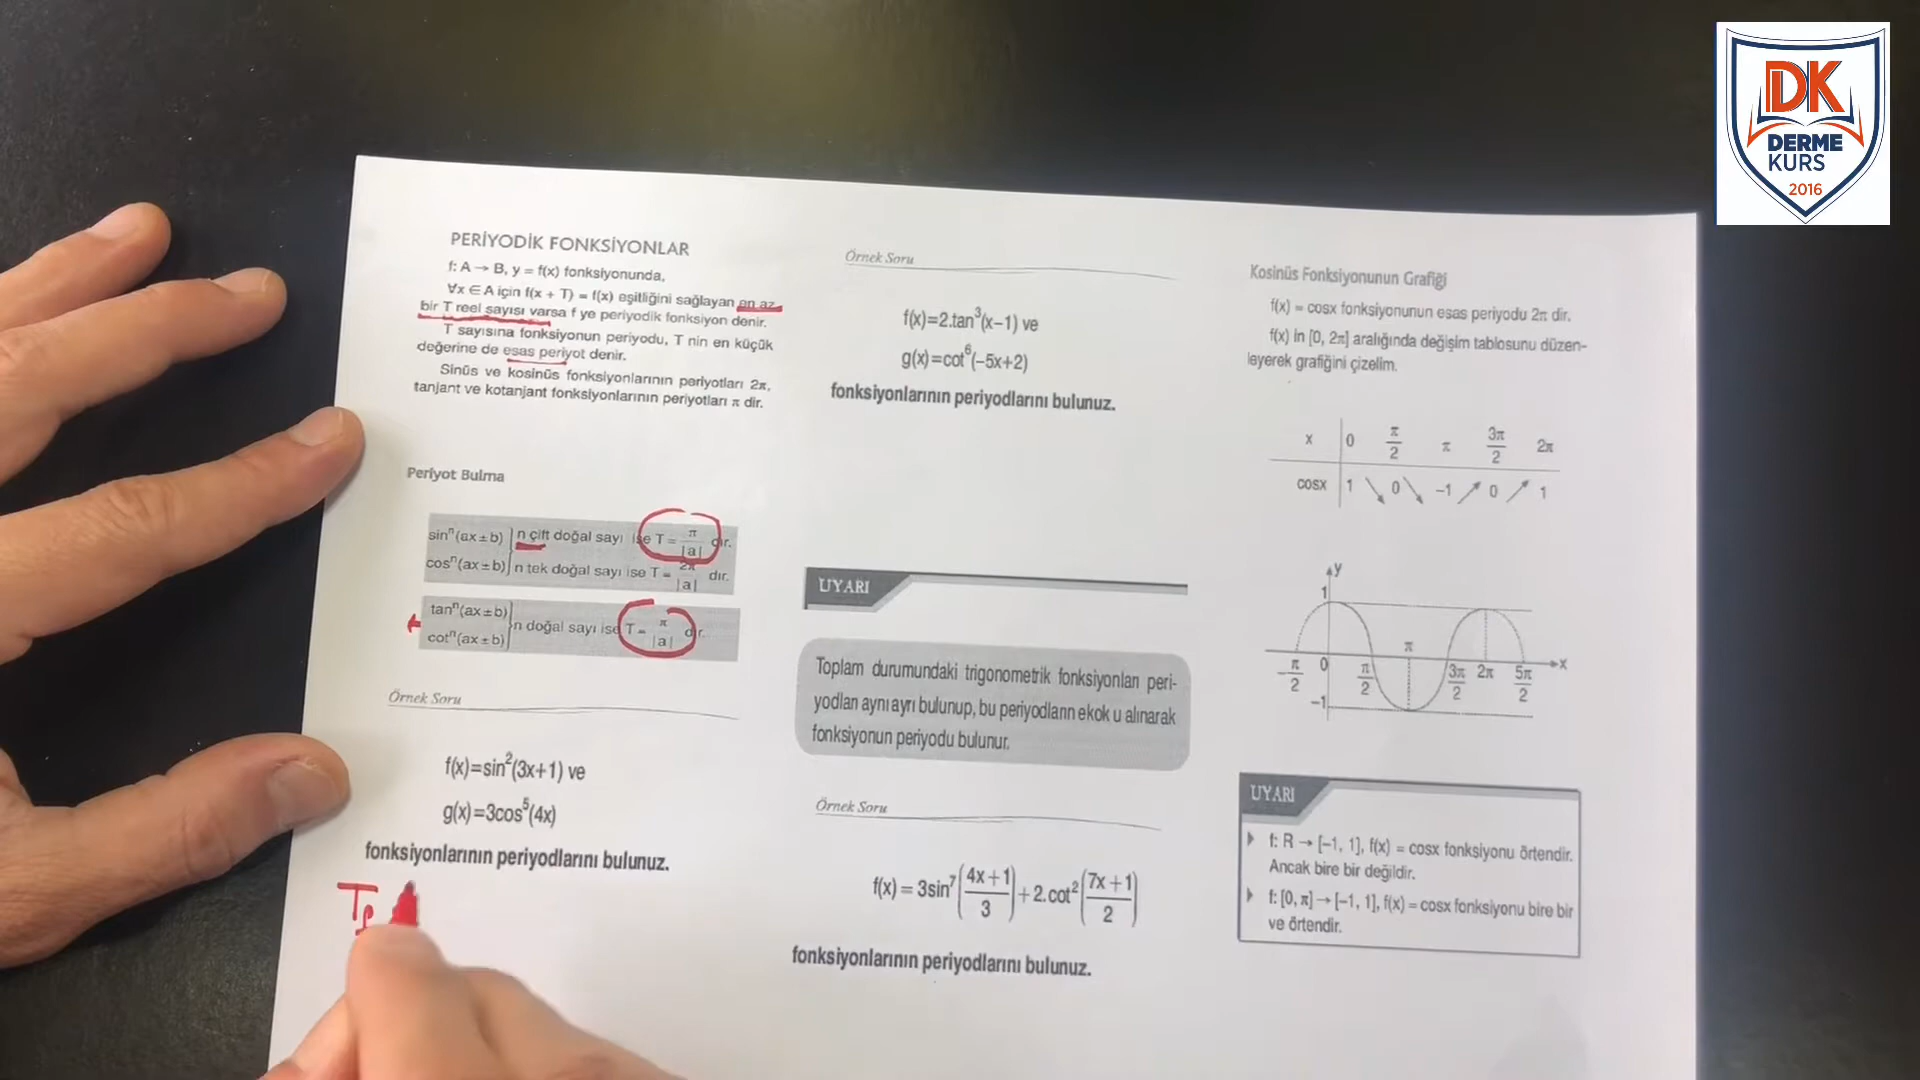 DK
DERME
KURS
2016
PERİYODİK FONKSİYONLAR
f: A → B, y = f(x) fonksiyonunda,
∀x ∈ A için f(x + T) = f(x) eşitliğini sağlayan en az
bir T reel sayısı varsa f ye periyodik fonksiyon denir.
T sayısına fonksiyonun periyodu, T nin en küçük
değerine de esas periyot denir.
Sinüs ve kosinüs fonksiyonlarının periyotları 2π,
tanjant ve kotanjant fonksiyonlarının periyotları π dir.
Periyot Bulma
sinⁿ(ax ± b) n çift doğal sayı ise T = π/|a| dır.
cosⁿ(ax ± b) n tek doğal sayı ise T = 2π/|a| dır.
tanⁿ(ax ± b)
n doğal sayı ise T = π/|a| dır.
cotⁿ(ax ± b)
Örnek Soru
f(x)=sin²(3x+1) ve
g(x)=3cos⁵(4x)
fonksiyonlarının periyodlarını bulunuz.
T_f
Örnek Soru
f(x)=2.tan³(x−1) ve
g(x)=cot⁶(−5x+2)
fonksiyonlarının periyodlarını bulunuz.
UYARI
Toplam durumundaki trigonometrik fonksiyonları peri-
yodları aynı ayrı bulunup, bu periyodların ekok u alınarak
fonksiyonun periyodu bulunur.
Örnek Soru
f(x) = 3sin⁷((4x+1)/3) + 2.cot²((7x+1)/2)
fonksiyonlarının periyodlarını bulunuz.
Kosinüs Fonksiyonunun Grafiği
f(x) = cosx fonksiyonunun esas periyodu 2π dir.
f(x) in [0, 2π] aralığında değişim tablosunu düzen-
leyerek grafiğini çizelim.
x 0 π/2 π 3π/2 2π
cosx 1 ↘ 0 ↘ −1 ↗ 0 ↗ 1
y
1
π
−π/2 0 π/2 3π/2 2π 5π/2 x
−1
UYARI
f: R → [−1, 1], f(x) = cosx fonksiyonu örtendir.
Ancak bire bir değildir.
f: [0, π] → [−1, 1], f(x) = cosx fonksiyonu bire bir
ve örtendir.